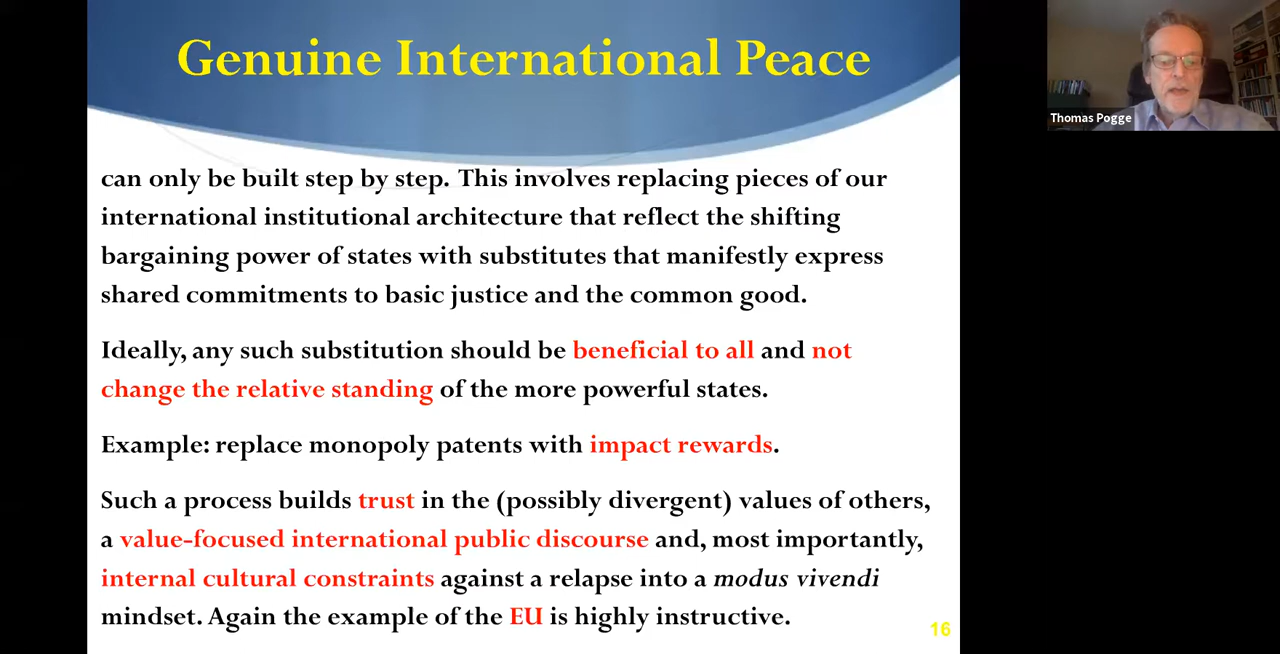 Genuine International Peace
Thomas Pogge
can only be built step by step. This involves replacing pieces of our
international institutional architecture that reflect the shifting
bargaining power of states with substitutes that manifestly express
shared commitments to basic justice and the common good.
Ideally, any such substitution should be beneficial to all and not
change the relative standing of the more powerful states.
Example: replace monopoly patents with impact rewards.
Such a process builds trust in the (possibly divergent) values of others,
a value-focused international public discourse and, most importantly,
internal cultural constraints against a relapse into a modus vivendi
mindset. Again the example of the EU is highly instructive.
16